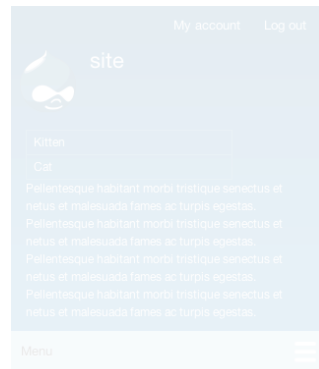 My account Log out
site
Kitten
Cat
Pellentesque habitant morbi tristique senectus et
netus et malesuada fames ac turpis egestas.
Pellentesque habitant morbi tristique senectus et
netus et malesuada fames ac turpis egestas.
Pellentesque habitant morbi tristique senectus et
netus et malesuada fames ac turpis egestas.
Pellentesque habitant morbi tristique senectus et
netus et malesuada fames ac turpis egestas.
Menu